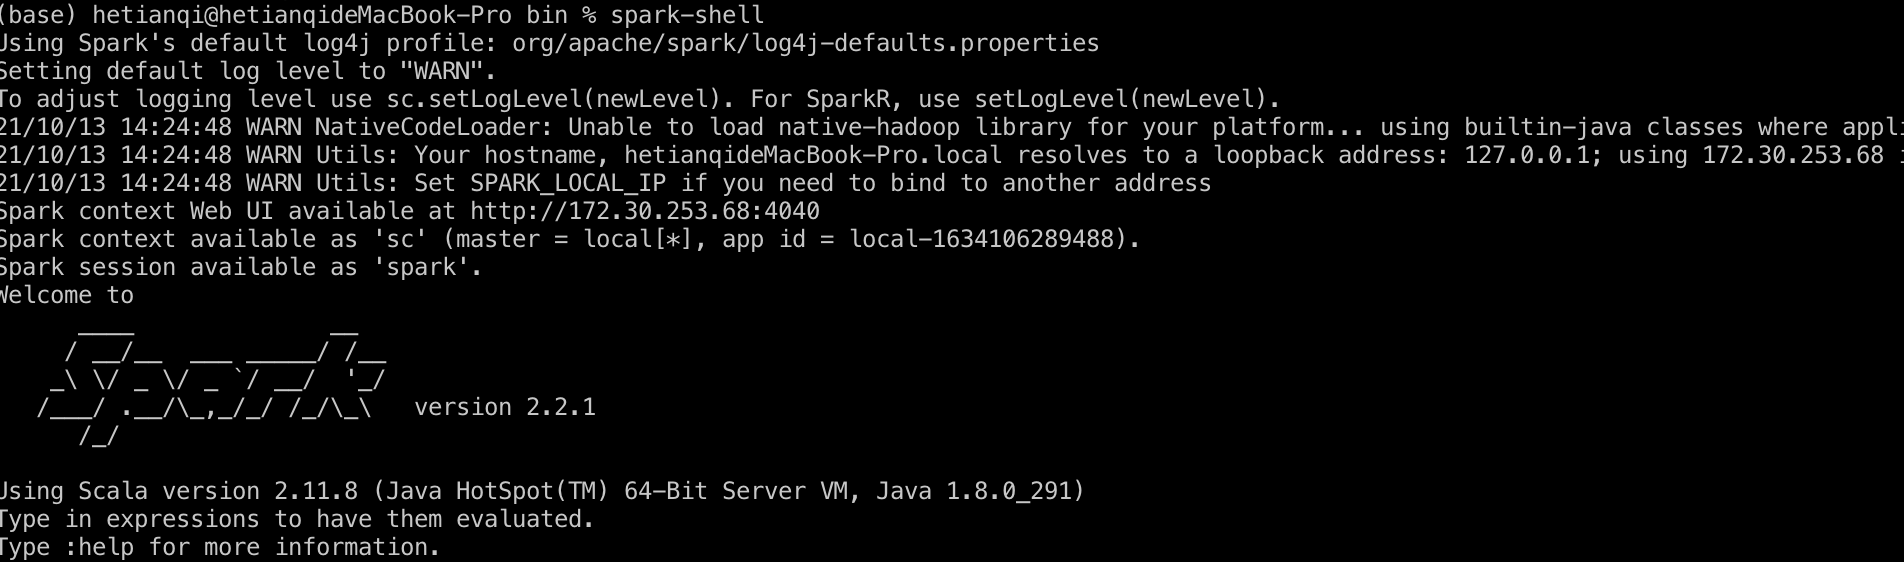 (base) hetianqi@hetianqideMacBook-Pro bin % spark-shell
Using Spark's default log4j profile: org/apache/spark/log4j-defaults.properties
Setting default log level to "WARN".
To adjust logging level use sc.setLogLevel(newLevel). For SparkR, use setLogLevel(newLevel).
21/10/13 14:24:48 WARN NativeCodeLoader: Unable to load native-hadoop library for your platform... using builtin-java classes where appli
21/10/13 14:24:48 WARN Utils: Your hostname, hetianqideMacBook-Pro.local resolves to a loopback address: 127.0.0.1; using 172.30.253.68
21/10/13 14:24:48 WARN Utils: Set SPARK_LOCAL_IP if you need to bind to another address
Spark context Web UI available at http://172.30.253.68:4040
Spark context available as 'sc' (master = local[*], app id = local-1634106289488).
Spark session available as 'spark'.
Welcome to
      ____              __
     / __/__  ___ _____/ /__
    _\ \/ _ \/ _ `/ __/  '_/
   /___/ .__/\_,_/_/ /_/\_\   version 2.2.1
      /_/
Using Scala version 2.11.8 (Java HotSpot(TM) 64-Bit Server VM, Java 1.8.0_291)
Type in expressions to have them evaluated.
Type :help for more information.